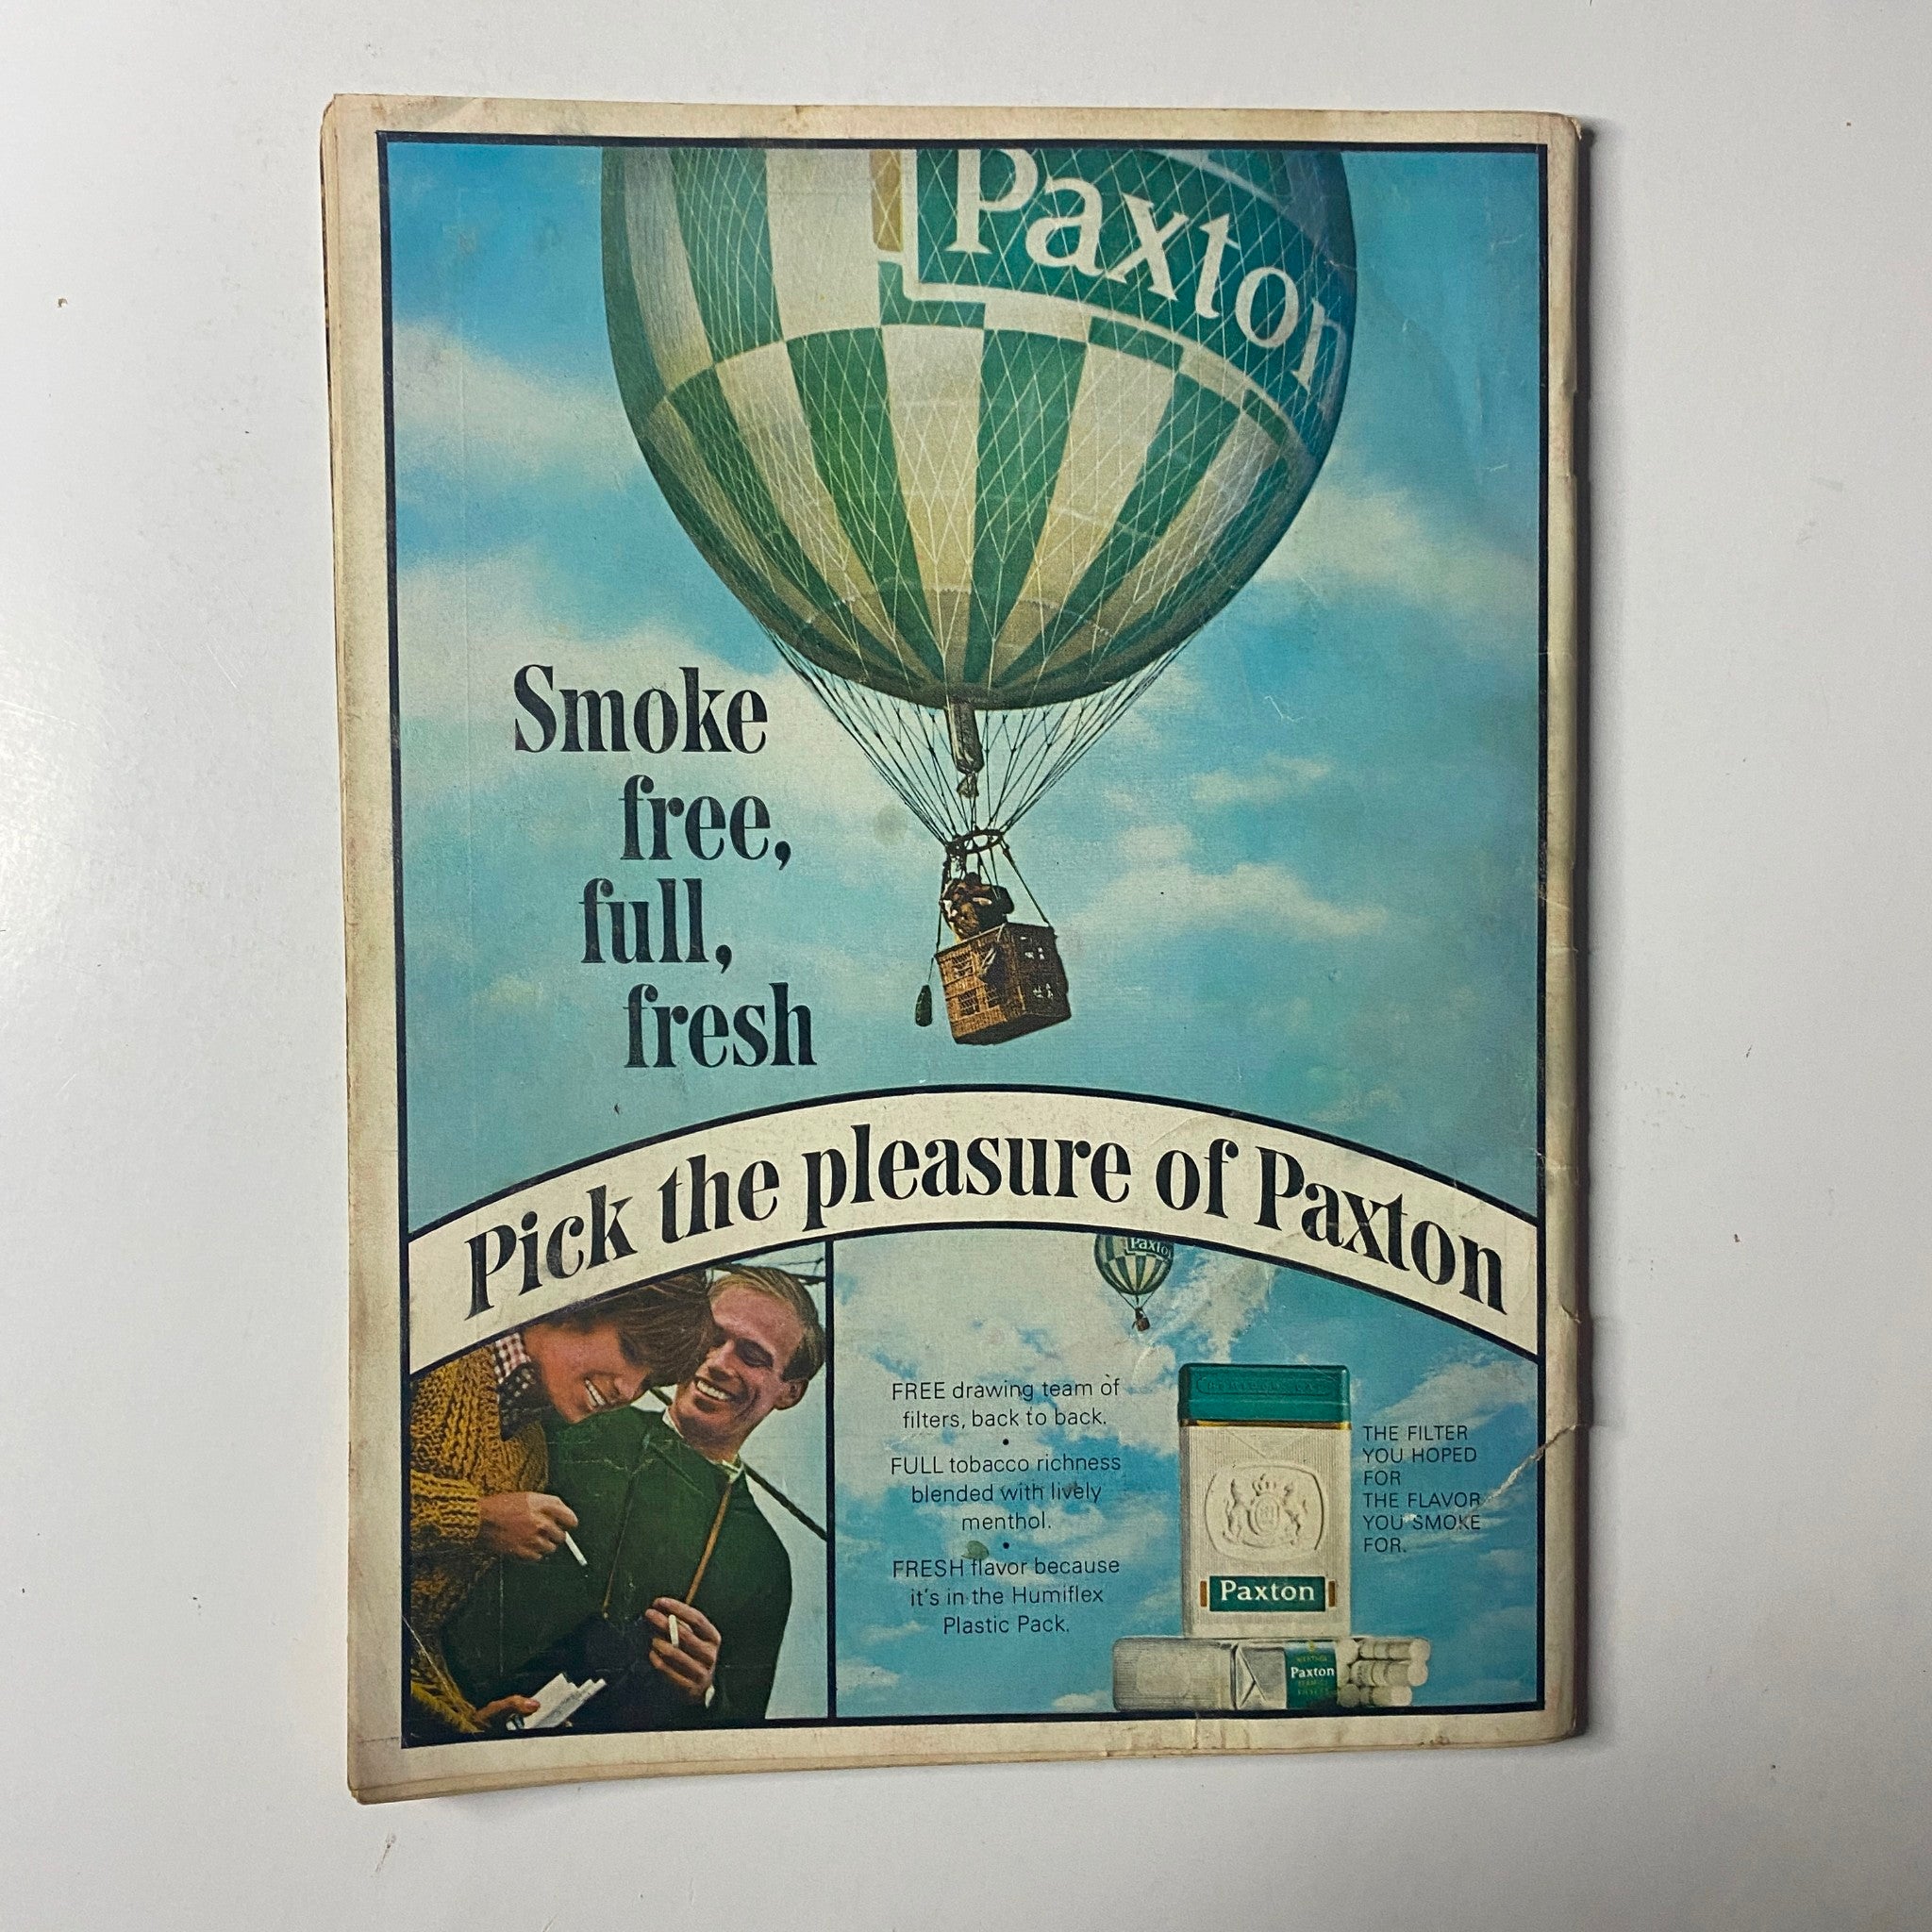 Paxton
Smoke
free,
full,
fresh
Pick the pleasure of Paxton
Paxton
FREE drawing team of
filters, back to back.
•
FULL tobacco richness
blended with lively
menthol.
•
FRESH flavor because
it's in the Humiflex
Plastic Pack.
THE FILTER
YOU HOPED
FOR
THE FLAVOR
YOU SMOKE
FOR.
Paxton
MENTHOL
Paxton